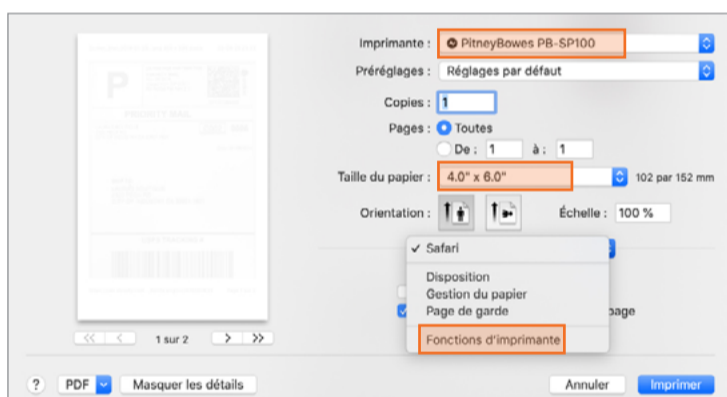 Imprimante : PitneyBowes PB-SP100
Préréglages : Réglages par défaut
Copies : 1
Pages : Toutes
De : 1 à : 1
Taille du papier : 4.0" x 6.0" 102 par 152 mm
Orientation : Échelle : 100 %
✓ Safari
Disposition
Gestion du papier
Page de garde page
Fonctions d'imprimante
P
PRIORITY MAIL
<< < 1 sur 2 > >>
? PDF Masquer les détails Annuler Imprimer